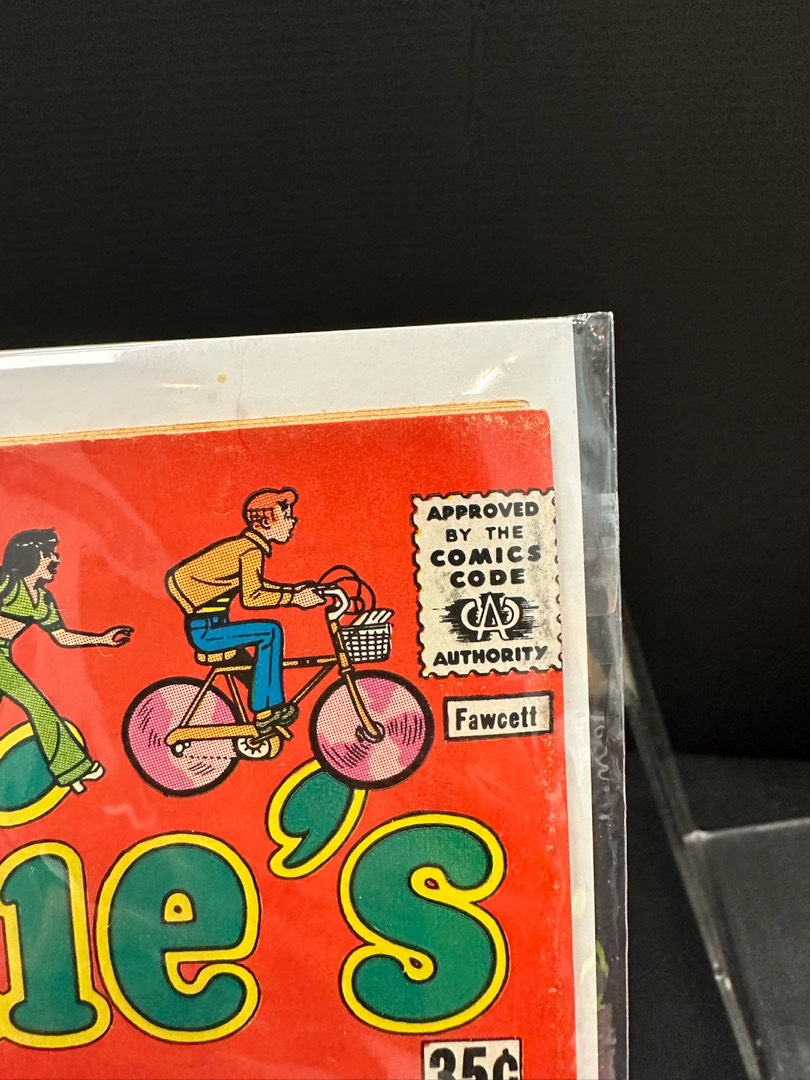 APPROVED
BY THE
COMICS
CODE
CA
AUTHORITY
Fawcett
ie's
35¢